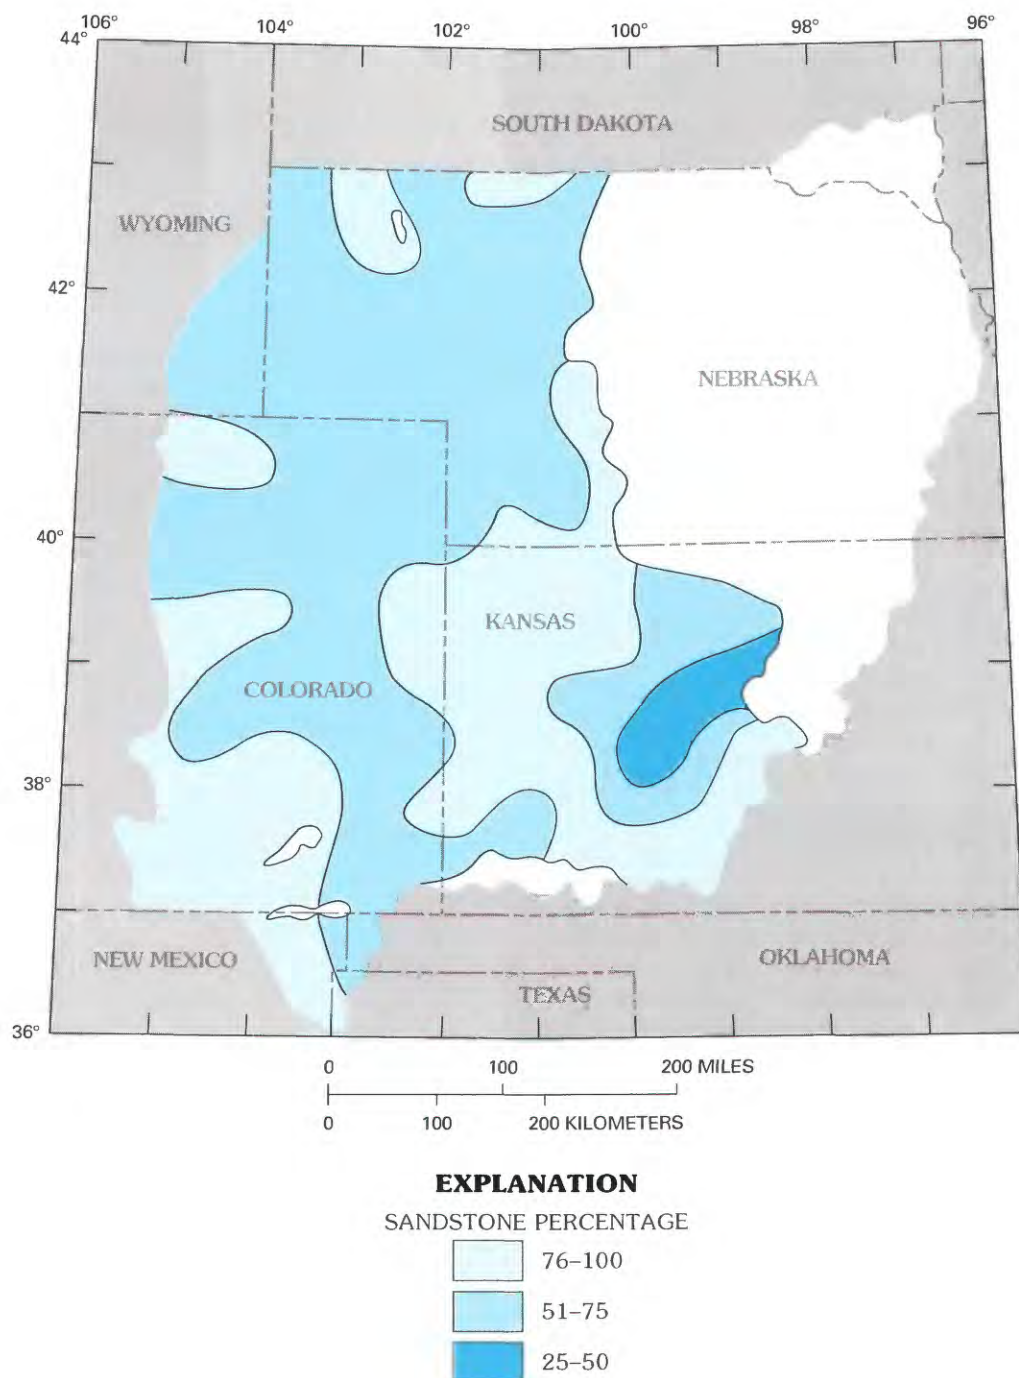 106° 104° 102° 100° 98° 96°
44°
SOUTH DAKOTA
WYOMING
42°
NEBRASKA
40°
KANSAS
COLORADO
38°
NEW MEXICO
OKLAHOMA
TEXAS
36°
0 100 200 MILES
0 100 200 KILOMETERS
EXPLANATION
SANDSTONE PERCENTAGE
76–100
51–75
25–50